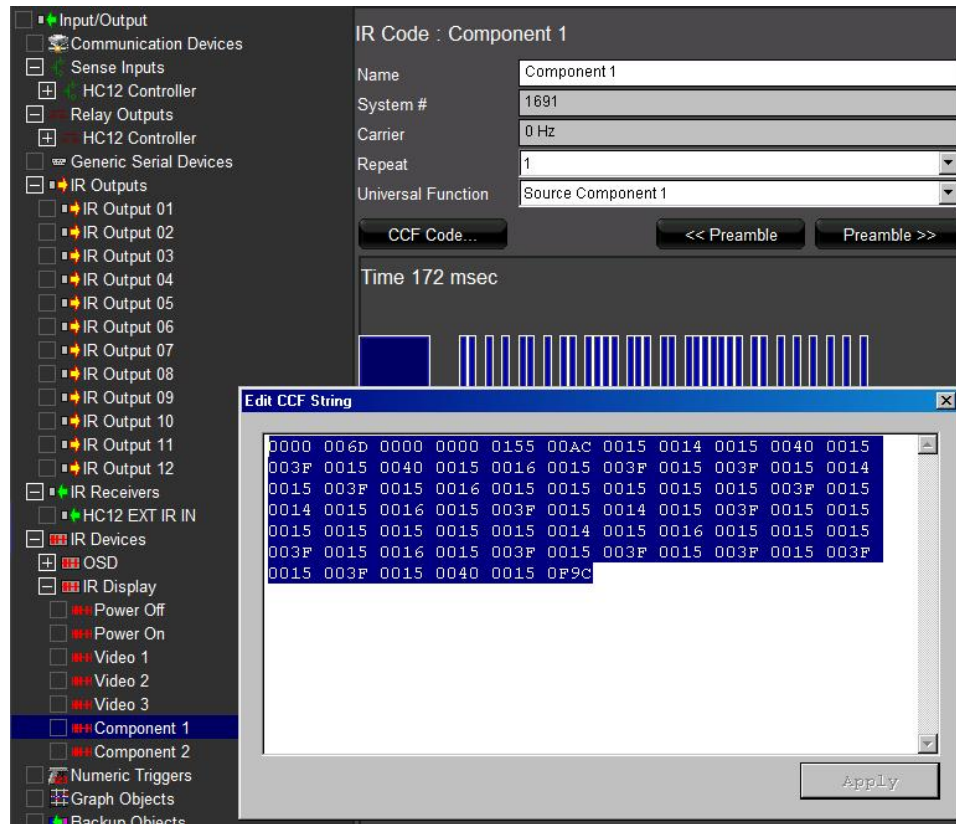 Input/Output
Communication Devices
Sense Inputs
HC12 Controller
Relay Outputs
HC12 Controller
Generic Serial Devices
IR Outputs
IR Output 01
IR Output 02
IR Output 03
IR Output 04
IR Output 05
IR Output 06
IR Output 07
IR Output 08
IR Output 09
IR Output 10
IR Output 11
IR Output 12
IR Receivers
HC12 EXT IR IN
IR Devices
OSD
IR Display
Power Off
Power On
Video 1
Video 2
Video 3
Component 1
Component 2
Numeric Triggers
Graph Objects
Backup Objects
IR Code : Component 1
Name Component 1
System # 1691
Carrier 0 Hz
Repeat 1
Universal Function Source Component 1
CCF Code... << Preamble Preamble >>
Time 172 msec
Edit CCF String
0000 006D 0000 0000 0155 00AC 0015 0014 0015 0040 0015
003F 0015 0040 0015 0016 0015 003F 0015 003F 0015 0014
0015 003F 0015 0016 0015 0015 0015 0015 0015 003F 0015
0014 0015 0016 0015 003F 0015 0014 0015 003F 0015 0015
0015 0015 0015 0015 0015 0014 0015 0016 0015 0015 0015
003F 0015 0016 0015 003F 0015 003F 0015 003F 0015 003F
0015 003F 0015 0040 0015 0F9C
Apply